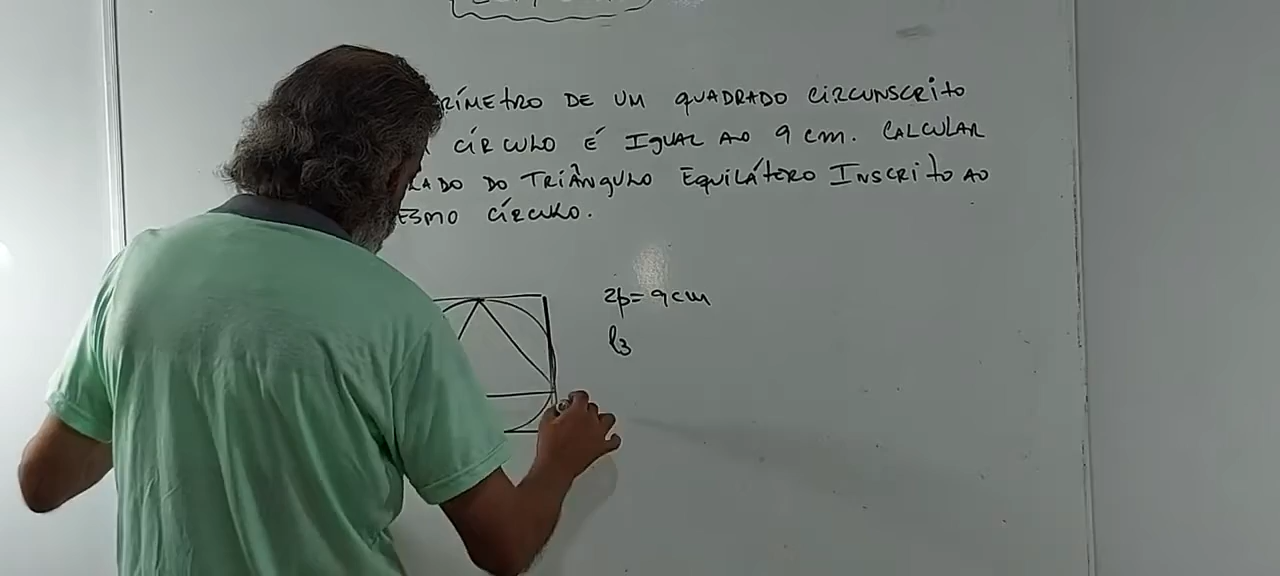 RÍMETRO DE UM QUADRADO CIRCUNSCRITO
CÍRCULO É IGUAL AO 9 cm. CALCULAR
LADO DO TRIÂNGULO EQUILÁTERO INSCRITO AO
ESMO CÍRCULO.
2p = 9 cm
l3